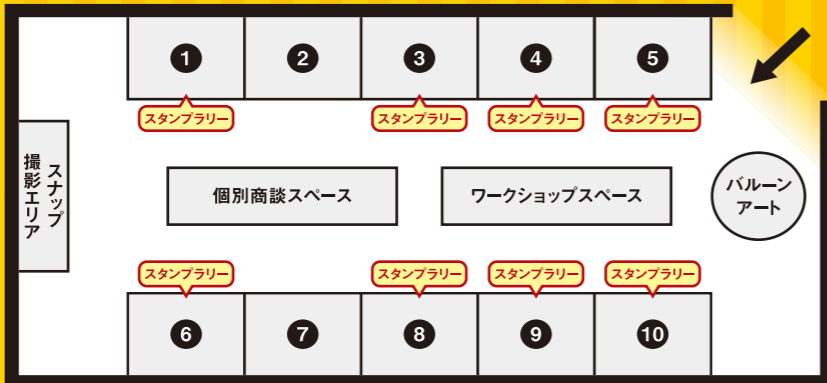 1
2
3
4
5
スタンプラリー
スタンプラリー
スタンプラリー
スタンプラリー
スナップ
撮影エリア
個別商談スペース
ワークショップスペース
バルーン
アート
スタンプラリー
スタンプラリー
スタンプラリー
スタンプラリー
6
7
8
9
10